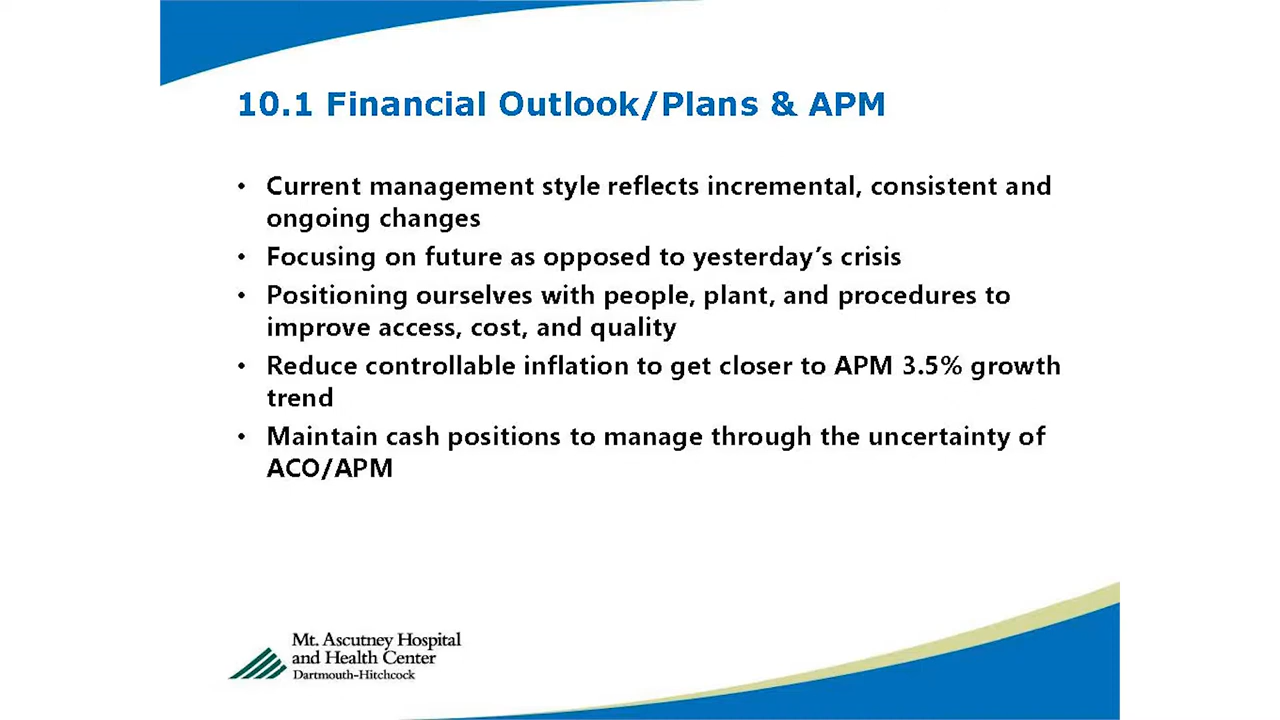 10.1 Financial Outlook/Plans & APM
• Current management style reflects incremental, consistent and
ongoing changes
• Focusing on future as opposed to yesterday’s crisis
• Positioning ourselves with people, plant, and procedures to
improve access, cost, and quality
• Reduce controllable inflation to get closer to APM 3.5% growth
trend
• Maintain cash positions to manage through the uncertainty of
ACO/APM
Mt. Ascutney Hospital
and Health Center
Dartmouth-Hitchcock